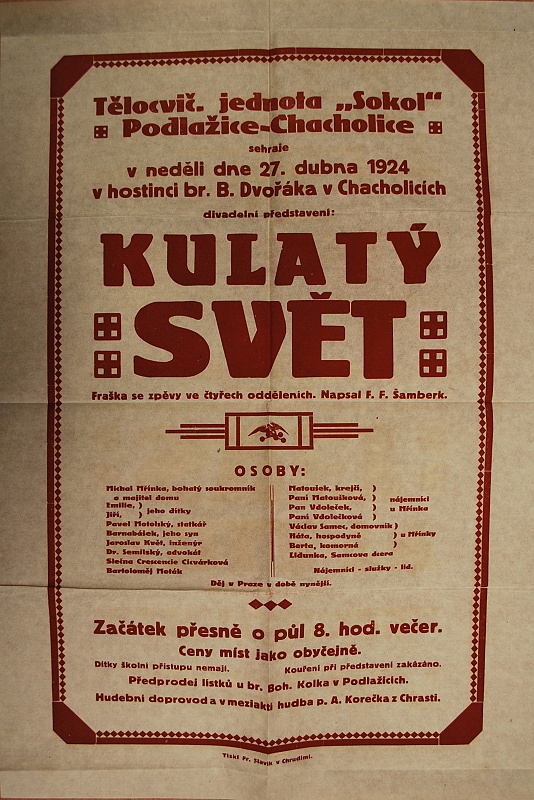 Tělocvič. jednota „Sokol“
Podlažice-Chacholice
sehraje
v neděli dne 27. dubna 1924
v hostinci br. B. Dvořáka v Chacholicích
divadelní představení:
KULATÝ
SVĚT
Fraška se zpěvy ve čtyřech odděleních. Napsal F. F. Šamberk.
OSOBY:
Michal Mřínka, bohatý soukromník
a majitel domu
Emilie, )
Jiří, ) jeho dítky
Pavel Motolský, statkář
Barnabášek, jeho syn
Jaroslav Květ, inženýr
Dr. Semilský, advokát
Slečna Crescencie Cicvárková
Bartoloměj Moták
Matoušek, krejčí, )
Paní Matoušková, ) nájemníci
Pan Vdoleček, ) u Mřínka
Paní Vdolečková )
Václav Samec, domovník )
Háta, hospodyně ) u Mřínky
Berta, komorná )
Lidunka, Samcova dcera
Nájemníci - služky - lid.
Děj v Praze v době nynější.
Začátek přesně o půl 8. hod. večer.
Ceny míst jako obyčejně.
Dítky školní přístupu nemají. Kouření při představení zakázáno.
Předprodej lístků u br. Boh. Kolka v Podlažicích.
Hudební doprovod a v meziaktí hudba p. A. Korečka z Chrasti.
Tiskl Fr. Slavík v Chrudimi.